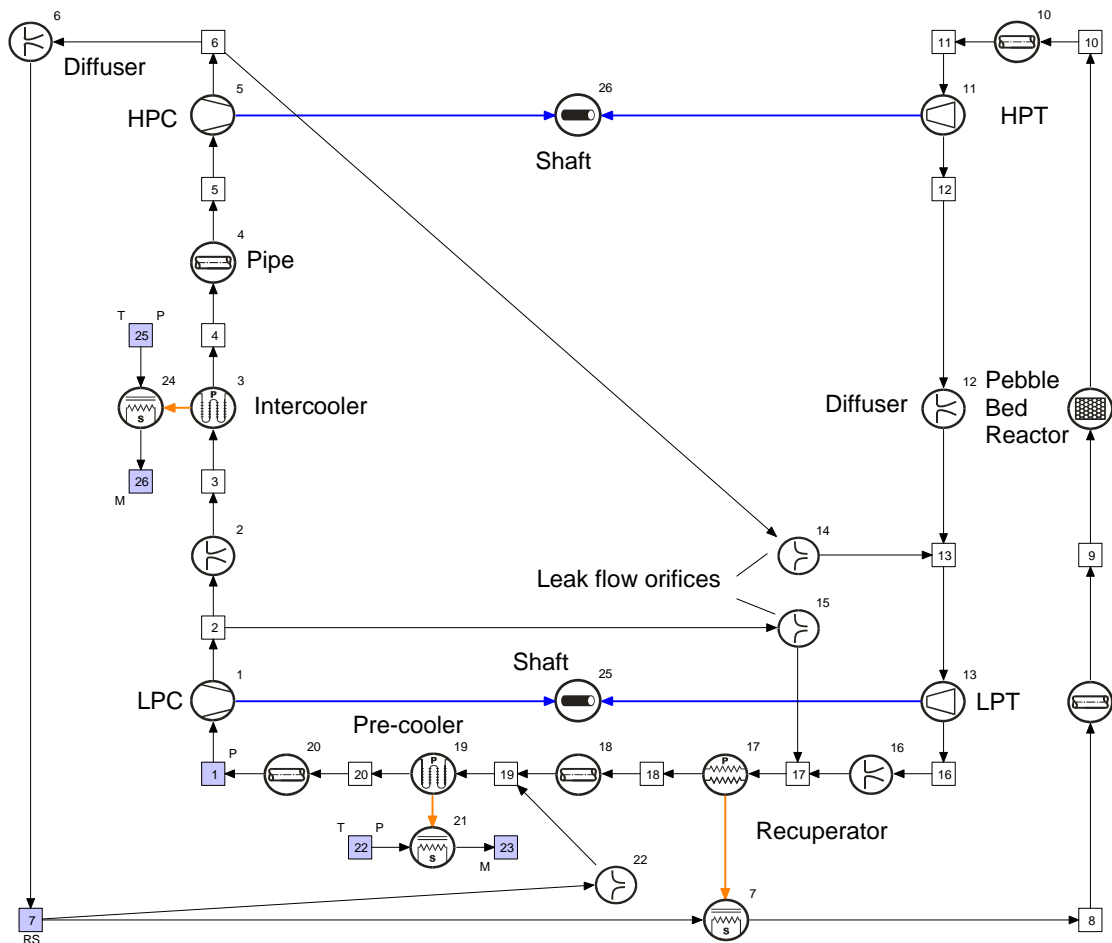 6
6
10
Diffuser
11
10
5
26
11
HPC
HPT
Shaft
5
12
4
Pipe
T P
25
4
24
3
12
Pebble
Bed
Reactor
P
S
Intercooler
Diffuser
26
M
3
2
14
13
9
Leak flow orifices
15
2
Shaft
1
25
13
LPC
LPT
Pre-cooler
P
20
19
18
17
16
1
20
P
19
18
P
17
16
T P
21
Recuperator
22
S
23
M
22
7
7
RS
S
8